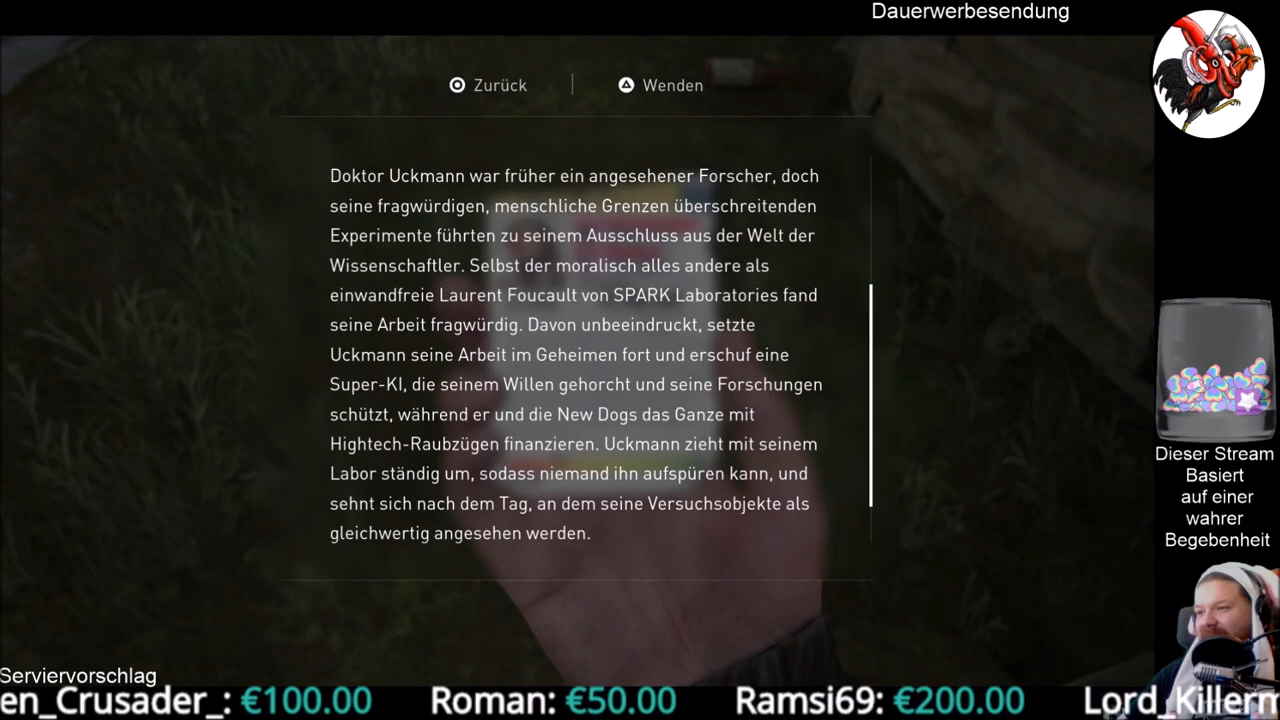 Dauerwerbesendung
Zurück
Wenden
Doktor Uckmann war früher ein angesehener Forscher, doch
seine fragwürdigen, menschliche Grenzen überschreitenden
Experimente führten zu seinem Ausschluss aus der Welt der
Wissenschaftler. Selbst der moralisch alles andere als
einwandfreie Laurent Foucault von SPARK Laboratories fand
seine Arbeit fragwürdig. Davon unbeeindruckt, setzte
Uckmann seine Arbeit im Geheimen fort und erschuf eine
Super-KI, die seinem Willen gehorcht und seine Forschungen
schützt, während er und die New Dogs das Ganze mit
Hightech-Raubzügen finanzieren. Uckmann zieht mit seinem
Labor ständig um, sodass niemand ihn aufspüren kann, und
sehnt sich nach dem Tag, an dem seine Versuchsobjekte als
gleichwertig angesehen werden.
Dieser Stream
Basiert
auf einer
wahrer
Begebenheit
Serviervorschlag
en_Crusader_: €100.00 Roman: €50.00 Ramsi69: €200.00 Lord_Killern